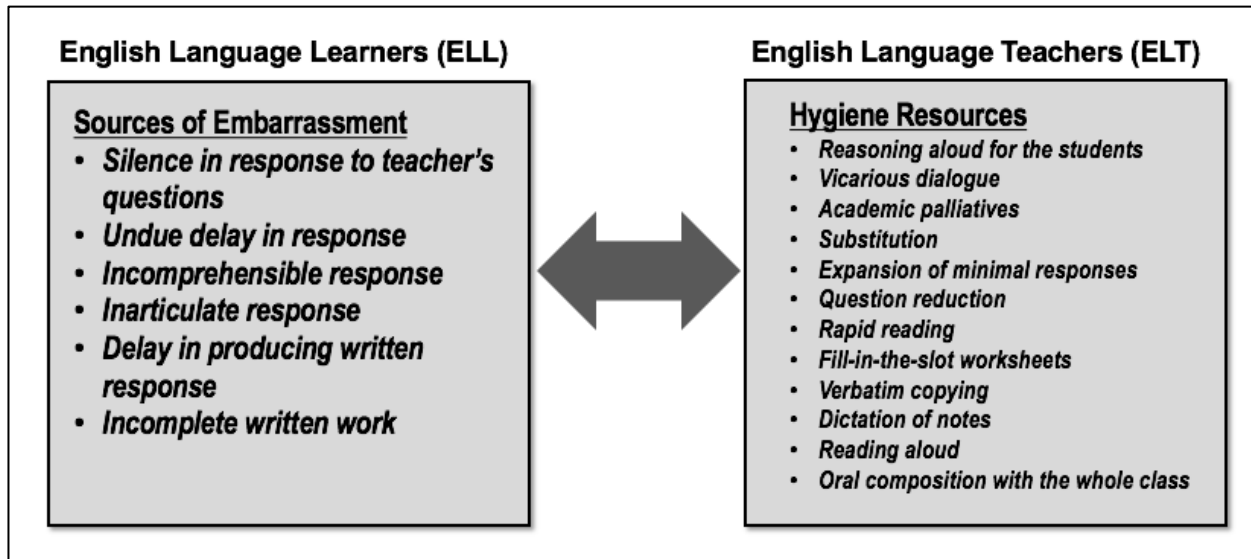 English Language Learners (ELL)
Sources of Embarrassment
• Silence in response to teacher's
questions
• Undue delay in response
• Incomprehensible response
• Inarticulate response
• Delay in producing written
response
• Incomplete written work
English Language Teachers (ELT)
Hygiene Resources
• Reasoning aloud for the students
• Vicarious dialogue
• Academic palliatives
• Substitution
• Expansion of minimal responses
• Question reduction
• Rapid reading
• Fill-in-the-slot worksheets
• Verbatim copying
• Dictation of notes
• Reading aloud
• Oral composition with the whole class